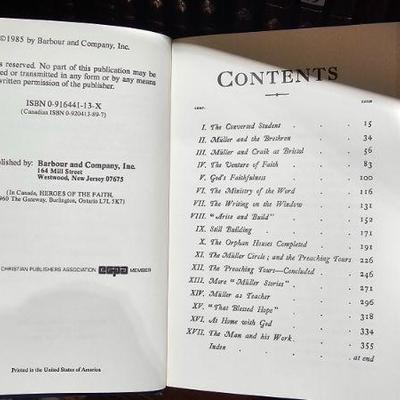 ©1985 by Barbour and Company, Inc.
s reserved. No part of this publication may be
ed or transmitted in any form or by any means
written permission of the publisher.
ISBN 0-916441-13-X
(Canadian ISBN 0-920413-89-7)
blished by: Barbour and Company, Inc.
164 Mill Street
Westwood, New Jersey 07675
(In Canada, HEROES OF THE FAITH,
960 The Gateway, Burlington, Ontario L7L 5K7)
CHRISTIAN PUBLISHERS ASSOCIATION ecpa MEMBER
Printed in the United States of America
CONTENTS
CHAP.
I. The Converted Student 15
II. Müller and the Brethren 34
III. Müller and Craik at Bristol 56
IV. The Venture of Faith 83
V. God's Faithfulness 100
VI. The Ministry of the Word 116
VII. The Writing on the Window 131
VIII. "Arise and Build" 152
IX. Still Building 171
X. The Orphan Houses Completed 191
XI. The Müller Circle; and the Preaching Tours 226
XII. The Preaching Tours—Concluded 246
XIII. More "Müller Stories" 271
XIV. Müller as Teacher 296
XV. "That Blessed Hope" 318
XVI. At Home with God 334
XVII. The Man and his Work 355
Index at end